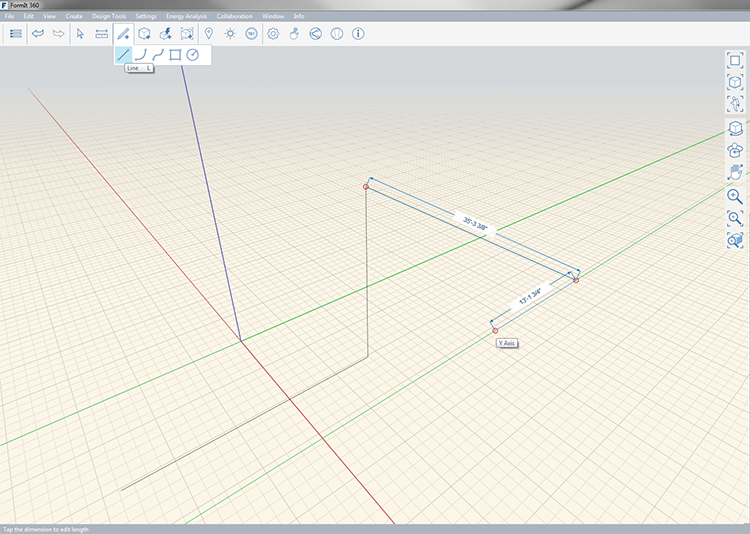 FormIt 360
File Edit View Create Design Tools Settings Energy Analysis Collaboration Window Info
Line L
35'-3 3/8"
13'-1 3/4"
Y Axis
Tap the dimension to edit length